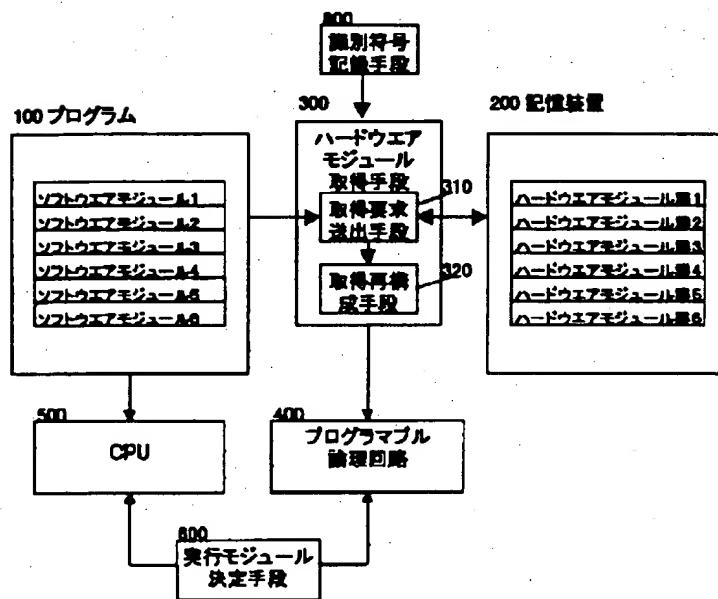 識別符号
記録手段
100 プログラム
300
200 記憶装置
ハードウエア
モジュール
取得手段
310
取得要求
送出手段
320
取得再構
成手段
ソフトウエアモジュール1
ソフトウエアモジュール2
ソフトウエアモジュール3
ソフトウエアモジュール4
ソフトウエアモジュール5
ソフトウエアモジュール6
ハードウエアモジュール群1
ハードウエアモジュール群2
ハードウエアモジュール群3
ハードウエアモジュール群4
ハードウエアモジュール群5
ハードウエアモジュール群6
500
CPU
400
プログラマブル
論理回路
600
実行モジュール
決定手段